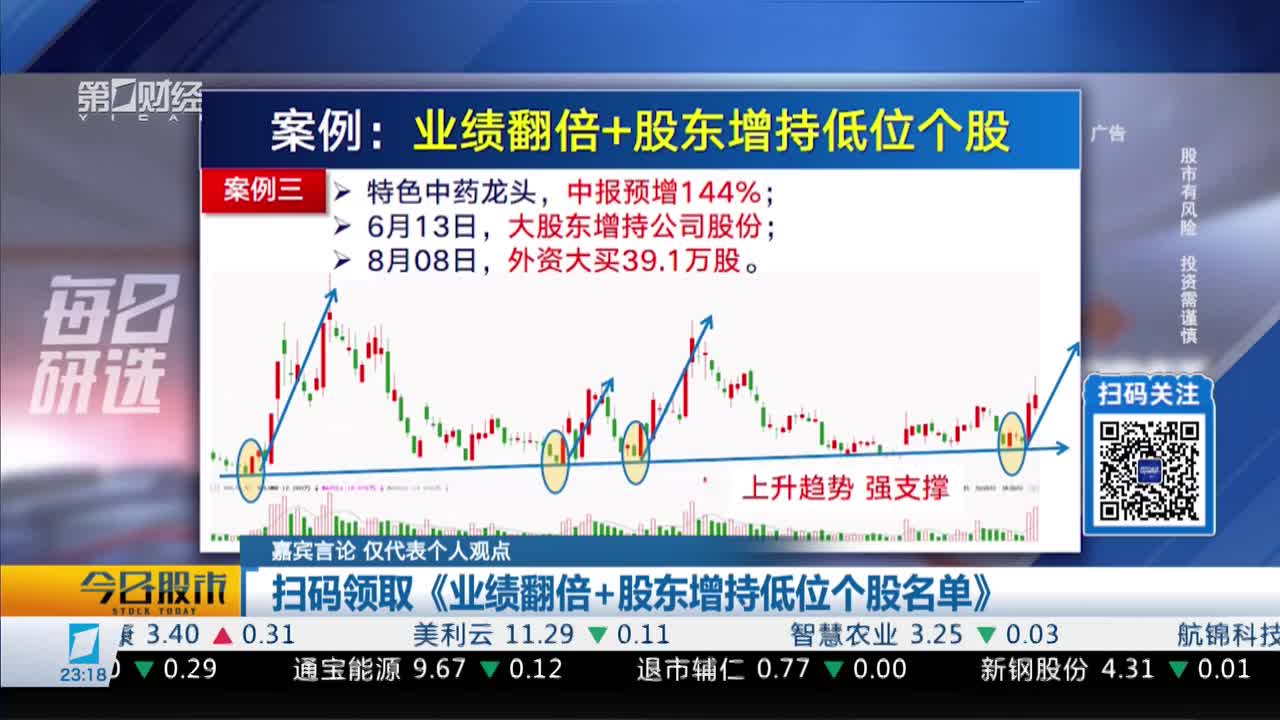 第一财经
YICAI
案例：业绩翻倍+股东增持低位个股
广告
股市有风险 投资需谨慎
案例三
➢ 特色中药龙头，中报预增144%；
➢ 6月13日，大股东增持公司股份；
➢ 8月08日，外资大买39.1万股。
每日
研选
扫码关注
上升趋势 强支撑
嘉宾言论 仅代表个人观点
今日股市
STOCK TODAY
扫码领取《业绩翻倍+股东增持低位个股名单》
康 3.40 ▲ 0.31 美利云 11.29 ▼ 0.11 智慧农业 3.25 ▼ 0.03 航锦科技
23:18
0 ▼ 0.29 通宝能源 9.67 ▼ 0.12 退市辅仁 0.77 ▼ 0.00 新钢股份 4.31 ▼ 0.01